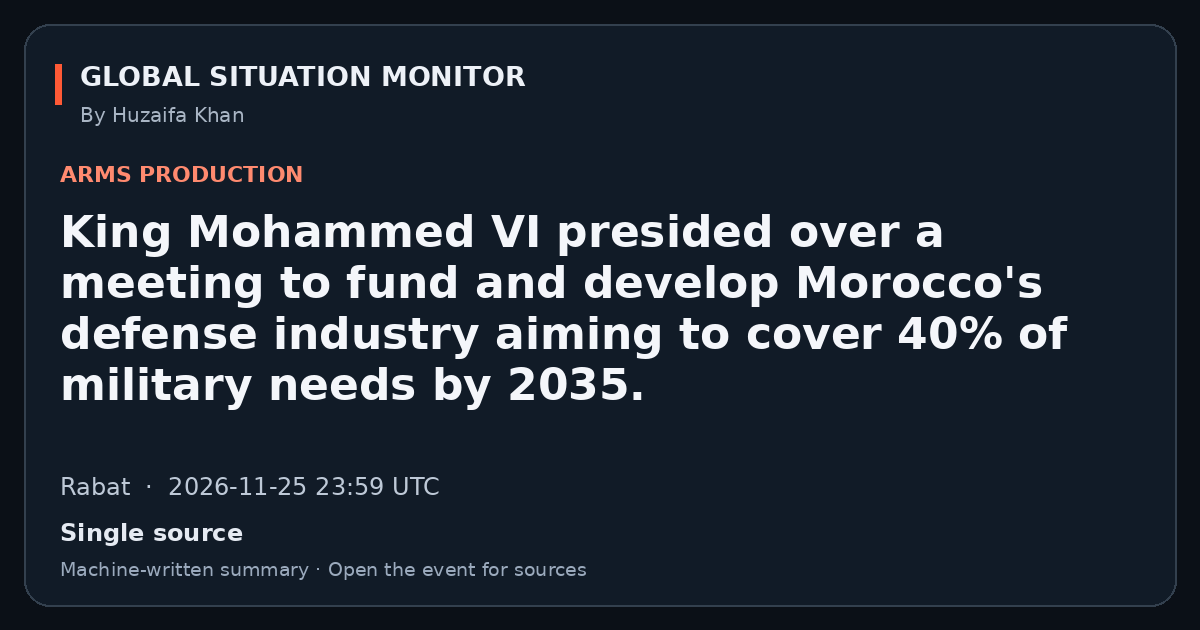 GLOBAL SITUATION MONITOR
By Huzaifa Khan
ARMS PRODUCTION
King Mohammed VI presided over a
meeting to fund and develop Morocco's
defense industry aiming to cover 40% of
military needs by 2035.
Rabat · 2026-11-25 23:59 UTC
Single source
Machine-written summary · Open the event for sources